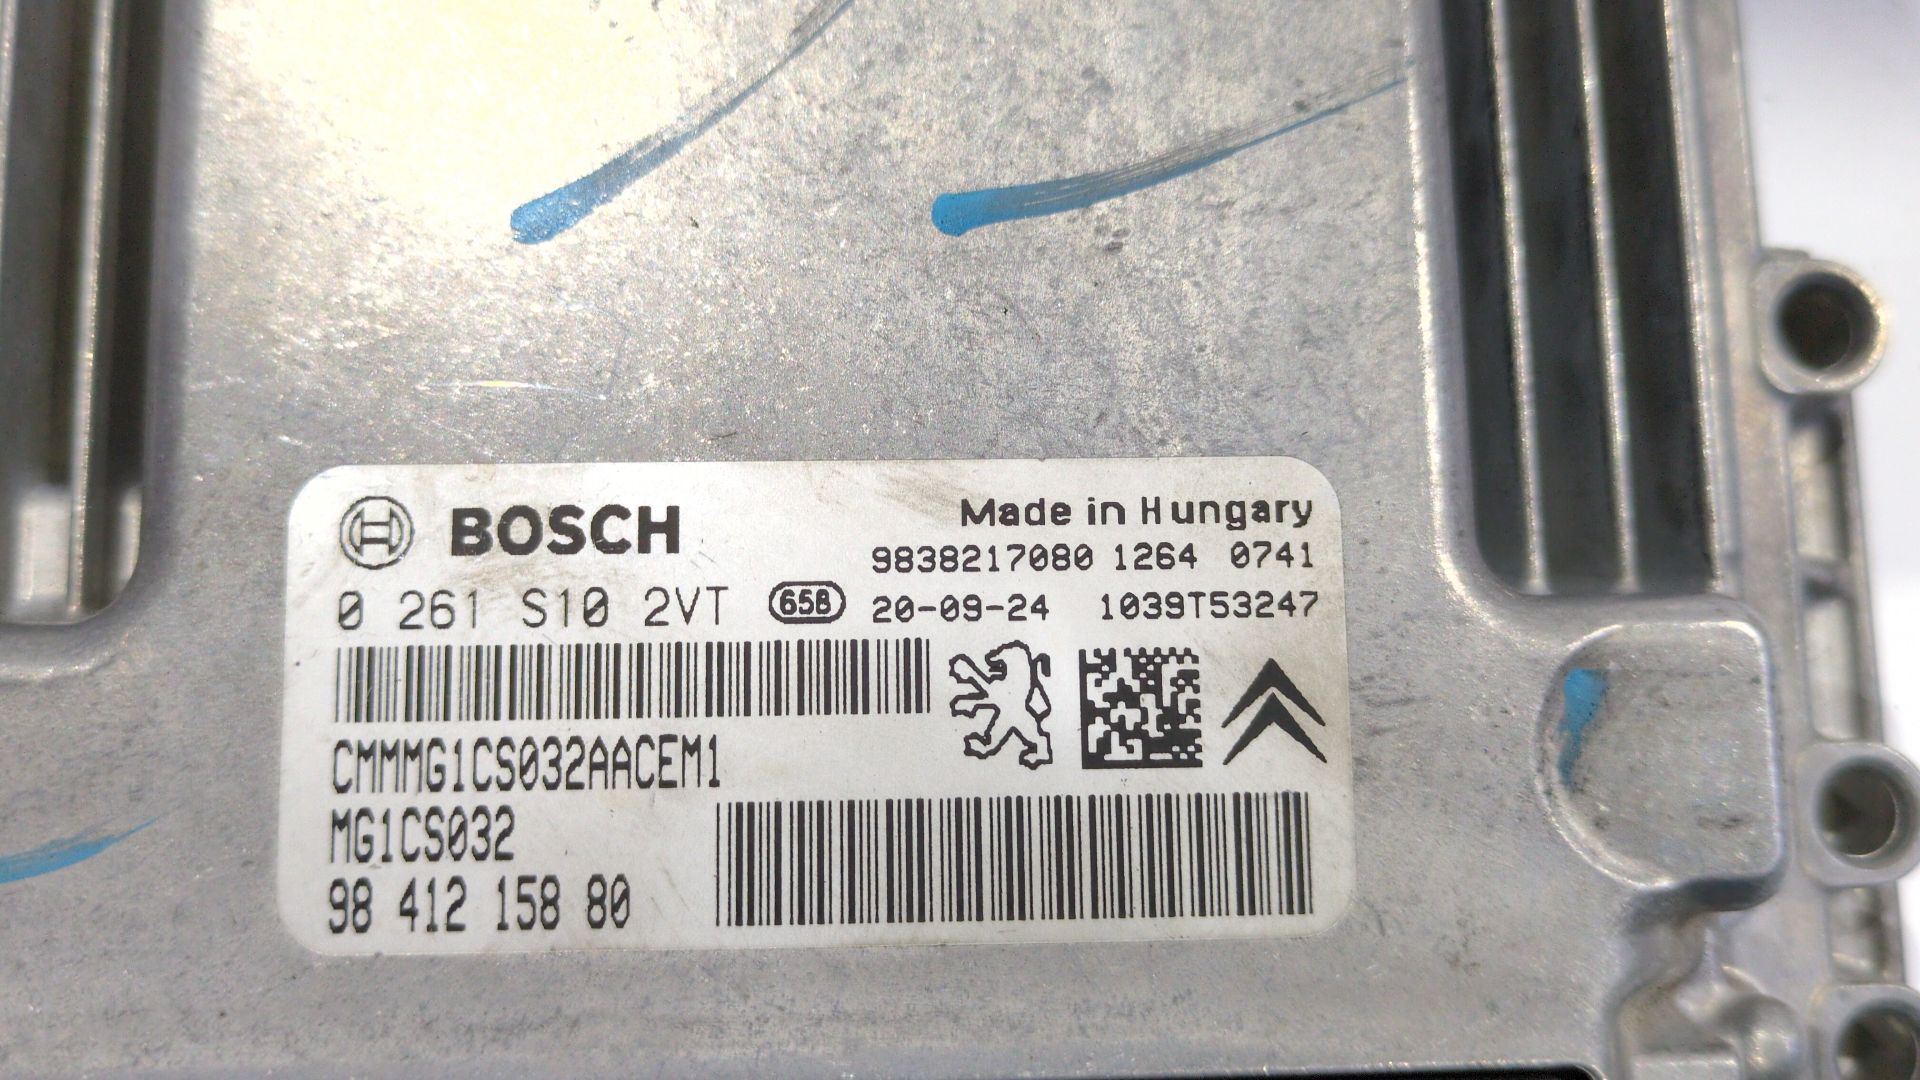 BOSCH
Made in Hungary
9838217080 1264 0741
0 261 S10 2VT 658 20-09-24 1039T53247
CMMMG1CS032AACEM1
MG1CS032
98 412 158 80